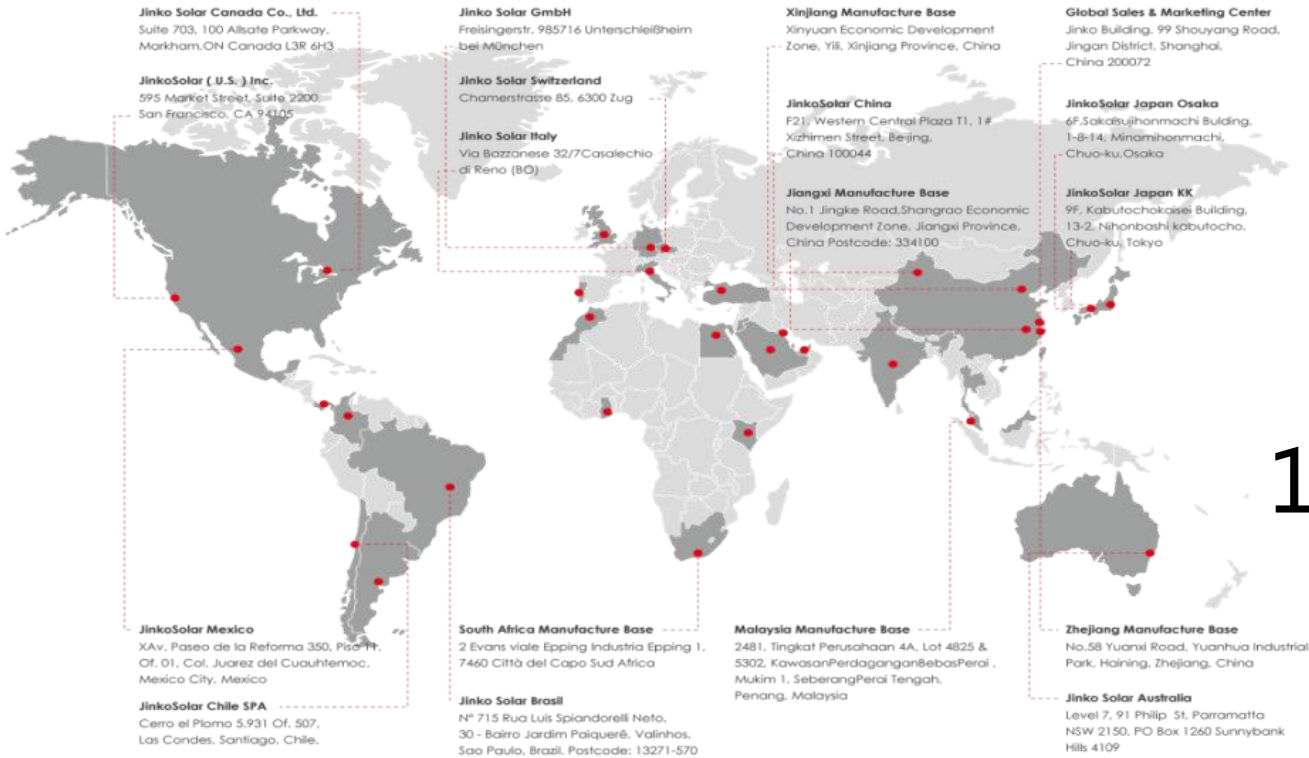 Jinko Solar Canada Co., Ltd.
Suite 703, 100 Allsate Parkway,
Markham,ON Canada L3R 6H3
JinkoSolar ( U.S. ) Inc.
595 Market Street, Suite 2200,
San Francisco, CA 94105
Jinko Solar GmbH
Freisingerstr. 985716 Unterschleißheim
bei München
Jinko Solar Switzerland
Chamerstrasse 85, 6300 Zug
Jinko Solar Italy
Via Bazzanese 32/7Casalechio
di Reno (BO)
Xinjiang Manufacture Base
Xinyuan Economic Development
Zone, Yili, Xinjiang Province, China
JinkoSolar China
F21, Western Central Plaza T1, 1#
Xizhimen Street, Beijing,
China 100044
Jiangxi Manufacture Base
No.1 Jingke Road,Shangrao Economic
Development Zone, Jiangxi Province,
China Postcode: 334100
Global Sales & Marketing Center
Jinko Building, 99 Shouyang Road,
Jingan District, Shanghai,
China 200072
JinkoSolar Japan Osaka
6F,Sakaisujihonmachi Bulding,
1-8-14, Minamihonmachi,
Chuo-ku,Osaka
JinkoSolar Japan KK
9F, Kabutochokaisei Building,
13-2, Nihonbashi kabutocho,
Chuo-ku, Tokyo
1
JinkoSolar Mexico
XAv. Paseo de la Reforma 350, Piso 11,
Of. 01, Col. Juarez del Cuauhtemoc.
Mexico City, Mexico
JinkoSolar Chile SPA
Cerro el Plomo 5.931 Of. 507,
Las Condes, Santiago, Chile.
South Africa Manufacture Base
2 Evans viale Epping Industria Epping 1,
7460 Città del Capo Sud Africa
Jinko Solar Brasil
Nº 715 Rua Luis Spiandorelli Neto,
30 - Bairro Jardim Paiquerê, Valinhos,
Sao Paulo, Brazil. Postcode: 13271-570
Malaysia Manufacture Base
2481, Tingkat Perusahaan 4A, Lot 4825 &
5302, KawasanPerdaganganBebasPerai ,
Mukim 1, SeberangPerai Tengah,
Penang, Malaysia
Zhejiang Manufacture Base
No.58 Yuanxi Road, Yuanhua Industrial
Park, Haining, Zhejiang, China
Jinko Solar Australia
Level 7, 91 Philip St, Parramatta
NSW 2150, PO Box 1260 Sunnybank
Hills 4109